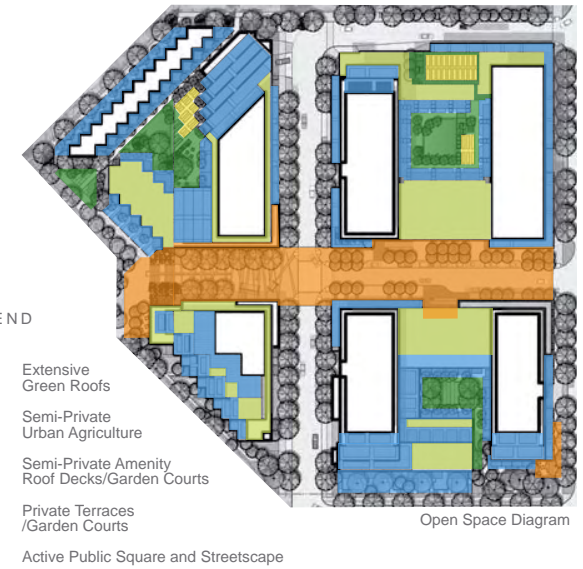 END
Extensive
Green Roofs
Semi-Private
Urban Agriculture
Semi-Private Amenity
Roof Decks/Garden Courts
Private Terraces
/Garden Courts
Open Space Diagram
Active Public Square and Streetscape